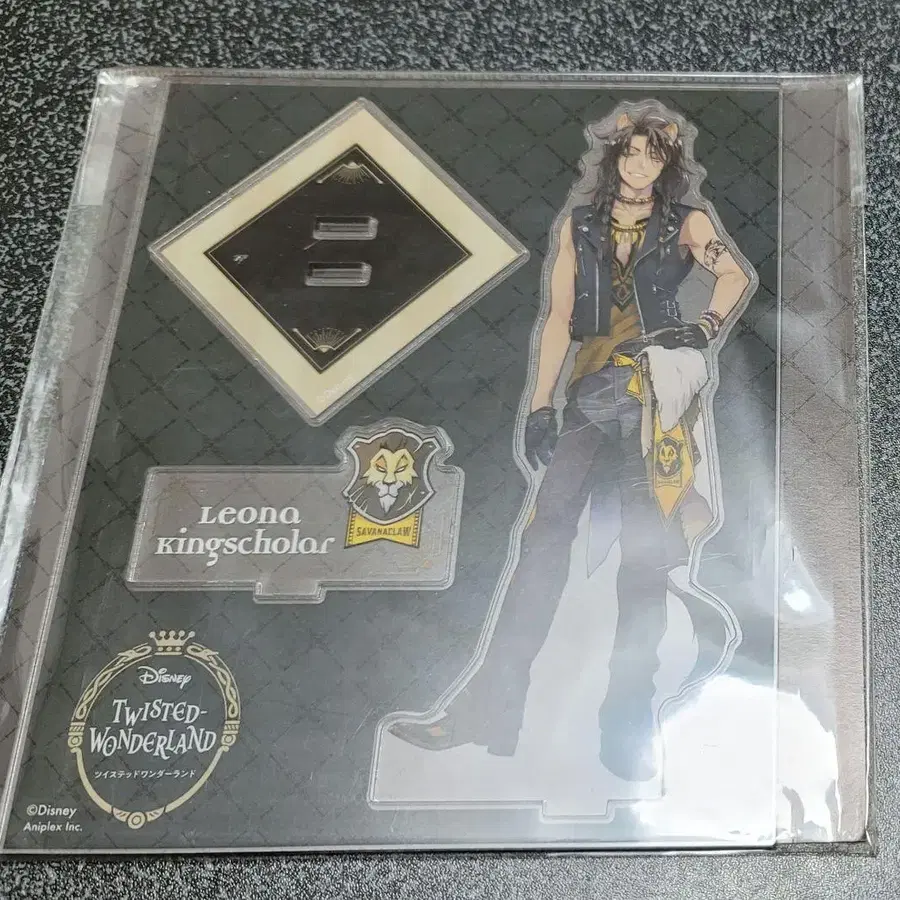 Leona
Kingscholar
SAVANACLAW
Disney
TWISTED-
WONDERLAND
ツイステッドワンダーランド
©Disney
Aniplex Inc.